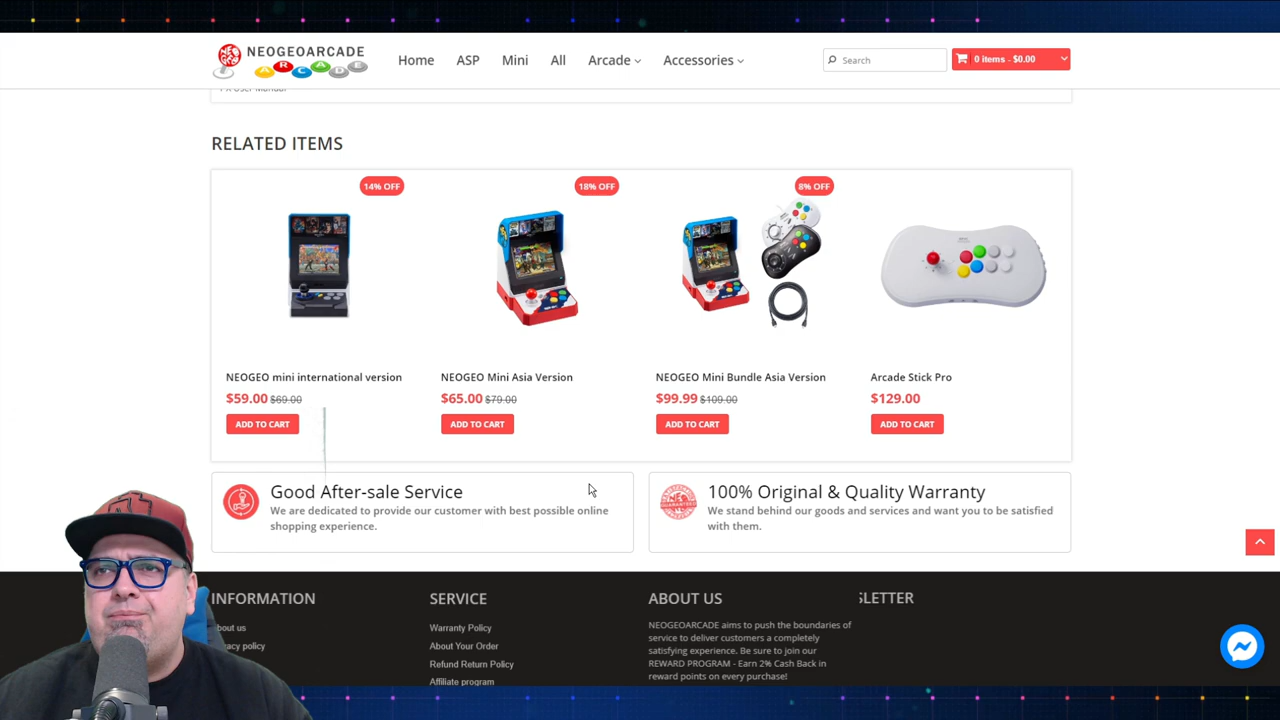 NEOGEOARCADE
ARCADE
Home
ASP
Mini
All
Arcade
Accessories
Search
0 items - $0.00
1 x User Manual
RELATED ITEMS
14% OFF
18% OFF
8% OFF
NEOGEO mini international version
$59.00 $69.00
ADD TO CART
NEOGEO Mini Asia Version
$65.00 $79.00
ADD TO CART
NEOGEO Mini Bundle Asia Version
$99.99 $109.00
ADD TO CART
Arcade Stick Pro
$129.00
ADD TO CART
Good After-sale Service
We are dedicated to provide our customer with best possible online
shopping experience.
100% Original & Quality Warranty
We stand behind our goods and services and want you to be satisfied
with them.
INFORMATION
bout us
acy policy
SERVICE
Warranty Policy
About Your Order
Refund Return Policy
Affiliate program
ABOUT US
NEOGEOARCADE aims to push the boundaries of
service to deliver customers a completely
satisfying experience. Be sure to join our
REWARD PROGRAM - Earn 2% Cash Back in
reward points on every purchase!
SLETTER